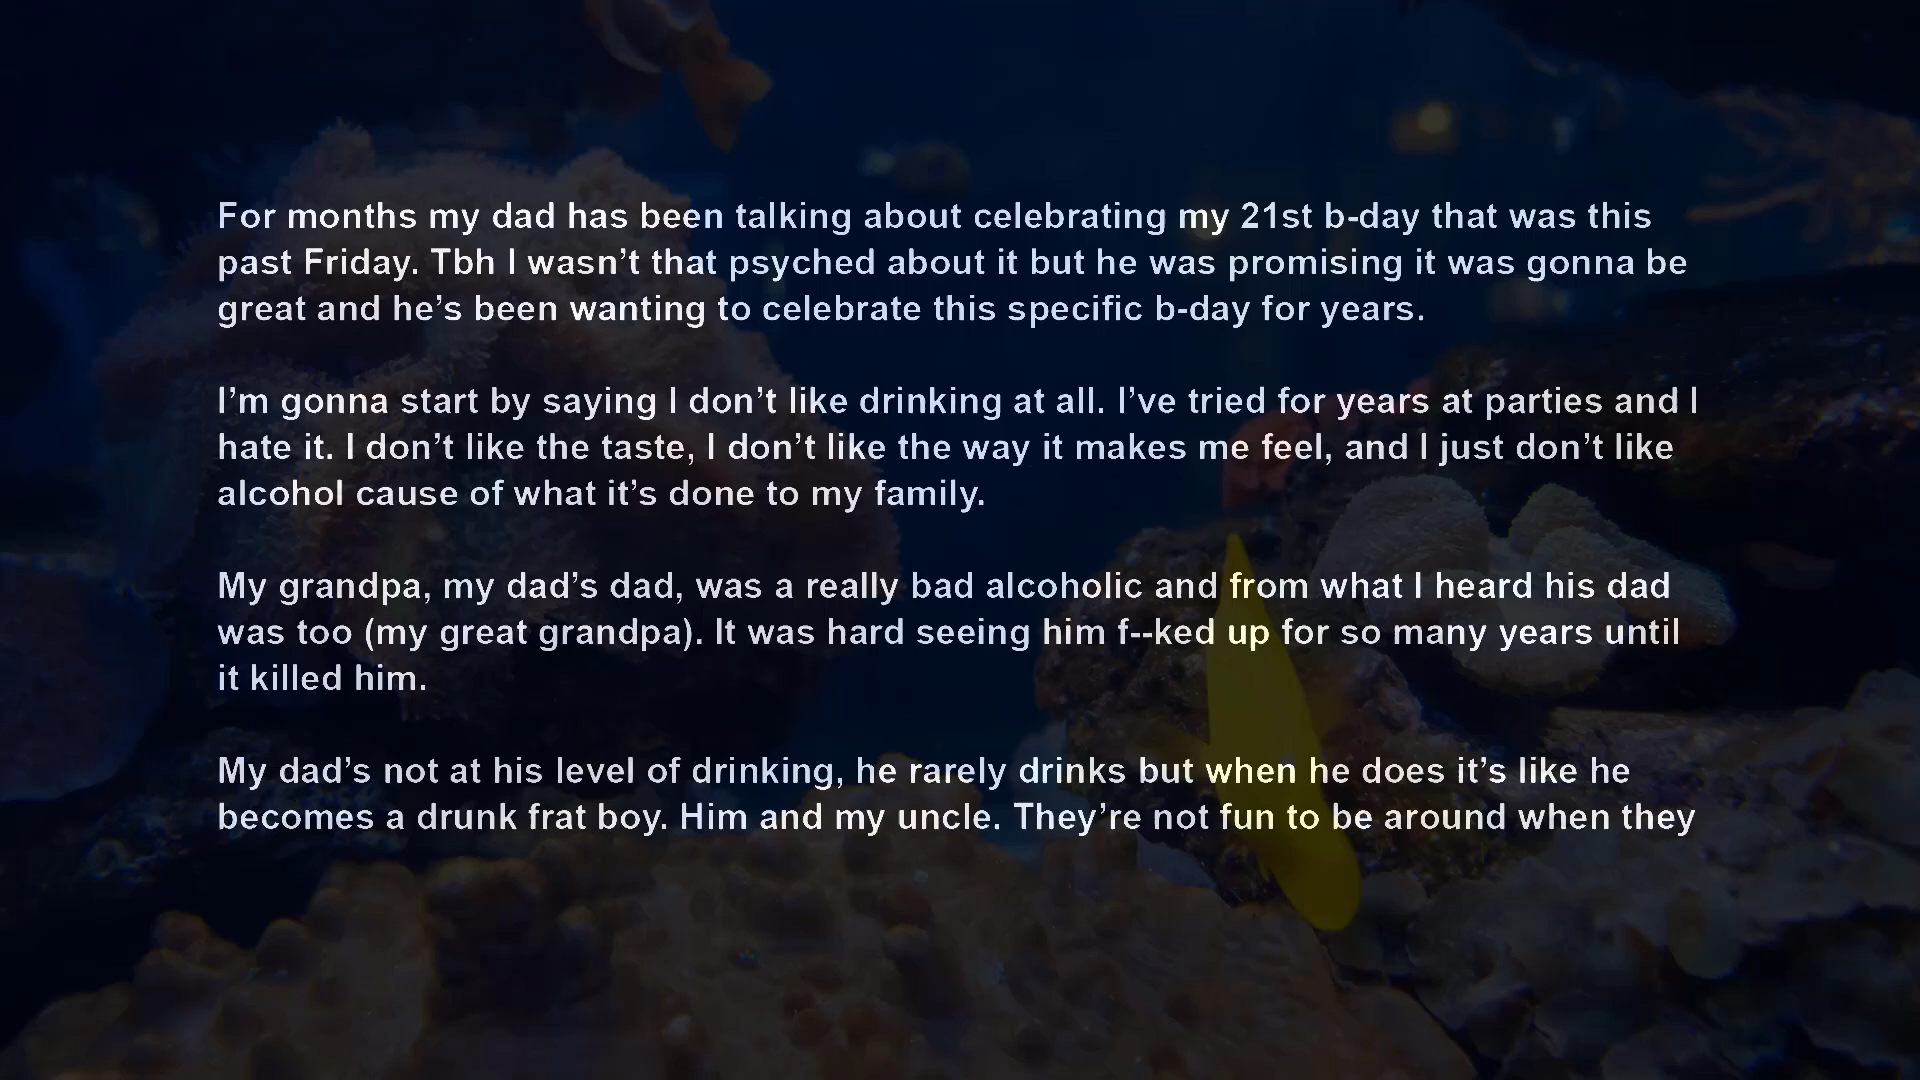 For months my dad has been talking about celebrating my 21st b-day that was this
past Friday. Tbh I wasn’t that psyched about it but he was promising it was gonna be
great and he’s been wanting to celebrate this specific b-day for years.
I’m gonna start by saying I don’t like drinking at all. I’ve tried for years at parties and I
hate it. I don’t like the taste, I don’t like the way it makes me feel, and I just don’t like
alcohol cause of what it’s done to my family.
My grandpa, my dad’s dad, was a really bad alcoholic and from what I heard his dad
was too (my great grandpa). It was hard seeing him f--ked up for so many years until
it killed him.
My dad’s not at his level of drinking, he rarely drinks but when he does it’s like he
becomes a drunk frat boy. Him and my uncle. They’re not fun to be around when they